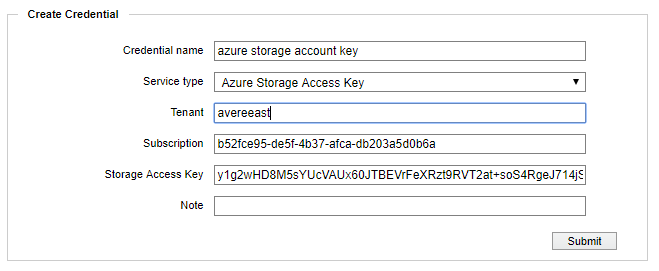 Create Credential
Credential name azure storage account key
Service type Azure Storage Access Key
Tenant avereeast
Subscription b52fce95-de5f-4b37-afca-db203a5d0b6a
Storage Access Key y1g2wHD8M5sYUcVAUx60JTBEVrFeXRzt9RVT2at+soS4RgeJ714jS
Note
Submit